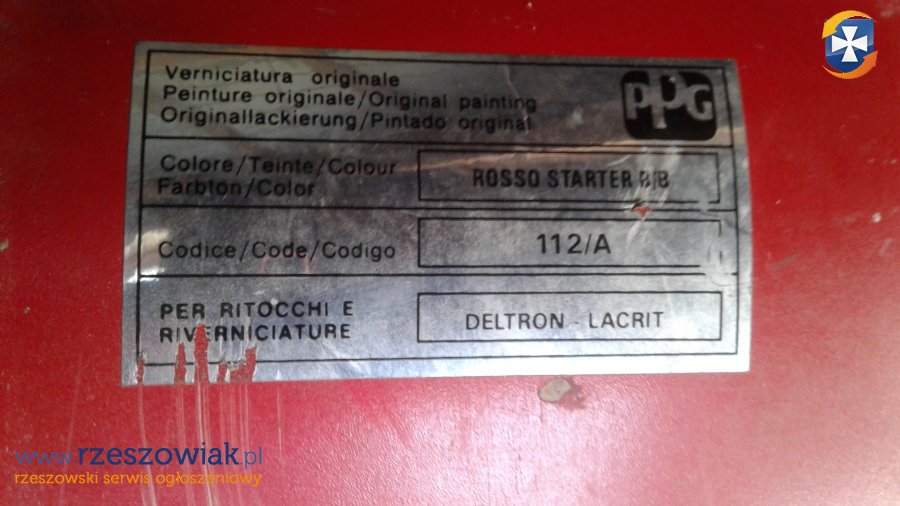 Verniciatura originale
Peinture originale/Original painting
Originallackierung/Pintado original
PPG
Colore/Teinte/Colour
Farbton/Color
ROSSO STARTER B/B
Codice/Code/Codigo
112/A
PER RITOCCHI E
RIVERNICIATURE
DELTRON - LACRIT
www.rzeszowiak.pl
rzeszowski serwis ogłoszeniowy